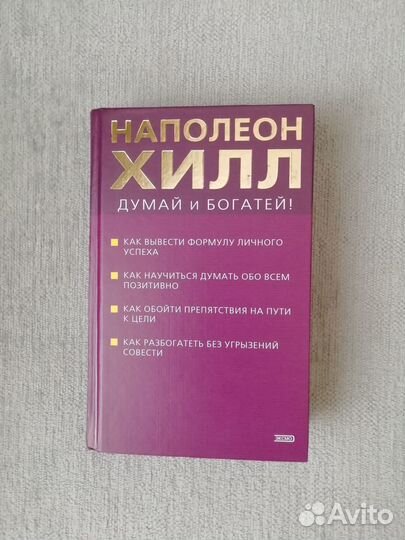 НАПОЛЕОН
ХИЛЛ
ДУМАЙ И БОГАТЕЙ!
КАК ВЫВЕСТИ ФОРМУЛУ ЛИЧНОГО
УСПЕХА
КАК НАУЧИТЬСЯ ДУМАТЬ ОБО ВСЕМ
ПОЗИТИВНО
КАК ОБОЙТИ ПРЕПЯТСТВИЯ НА ПУТИ
К ЦЕЛИ
КАК РАЗБОГАТЕТЬ БЕЗ УГРЫЗЕНИЙ
СОВЕСТИ
ЭКСМО
Avito